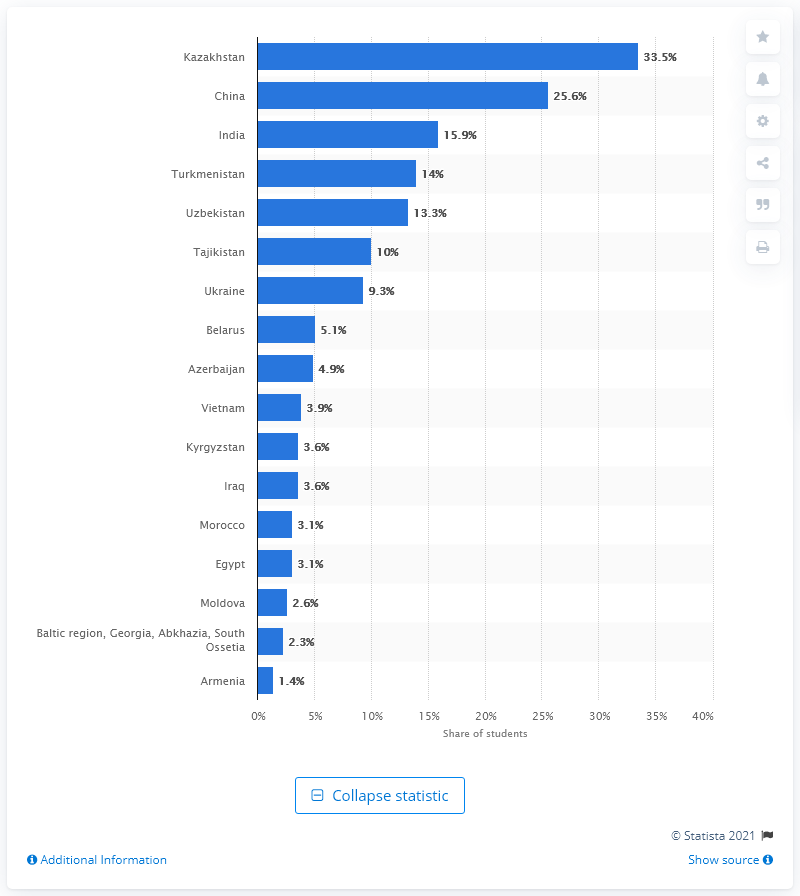 Kazakhstan 33.5%
China 25.6%
India 15.9%
Turkmenistan 14%
Uzbekistan 13.3%
Tajikistan 10%
Ukraine 9.3%
Belarus 5.1%
Azerbaijan 4.9%
Vietnam 3.9%
Kyrgyzstan 3.6%
Iraq 3.6%
Morocco 3.1%
Egypt 3.1%
Moldova 2.6%
Baltic region, Georgia, Abkhazia, South
Ossetia 2.3%
Armenia 1.4%
0% 5% 10% 15% 20% 25% 30% 35% 40%
Share of students
Collapse statistic
© Statista 2021
Additional Information Show source